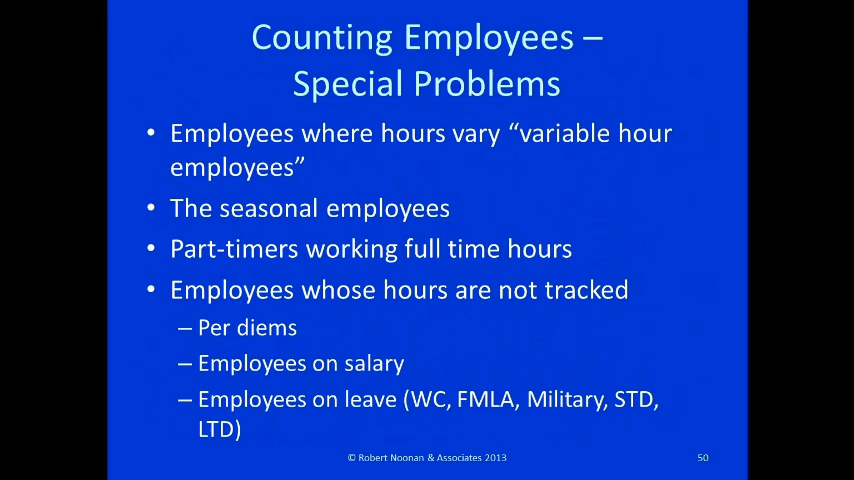 Counting Employees –
Special Problems
• Employees where hours vary “variable hour
employees”
• The seasonal employees
• Part-timers working full time hours
• Employees whose hours are not tracked
– Per diems
– Employees on salary
– Employees on leave (WC, FMLA, Military, STD,
LTD)
© Robert Noonan & Associates 2013
50